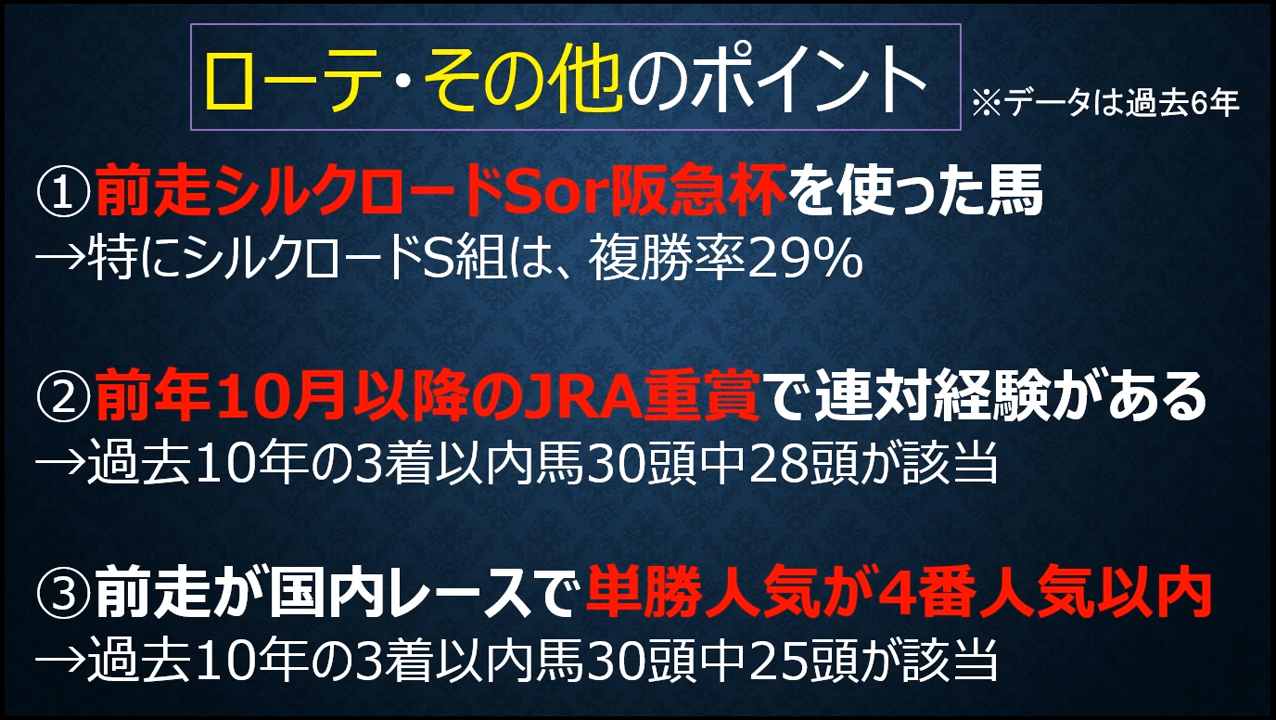 ローテ・その他のポイント
※データは過去6年
①前走シルクロードSor阪急杯を使った馬
→特にシルクロードS組は、複勝率29%
②前年10月以降のJRA重賞で連対経験がある
→過去10年の3着以内馬30頭中28頭が該当
③前走が国内レースで単勝人気が4番人気以内
→過去10年の3着以内馬30頭中25頭が該当